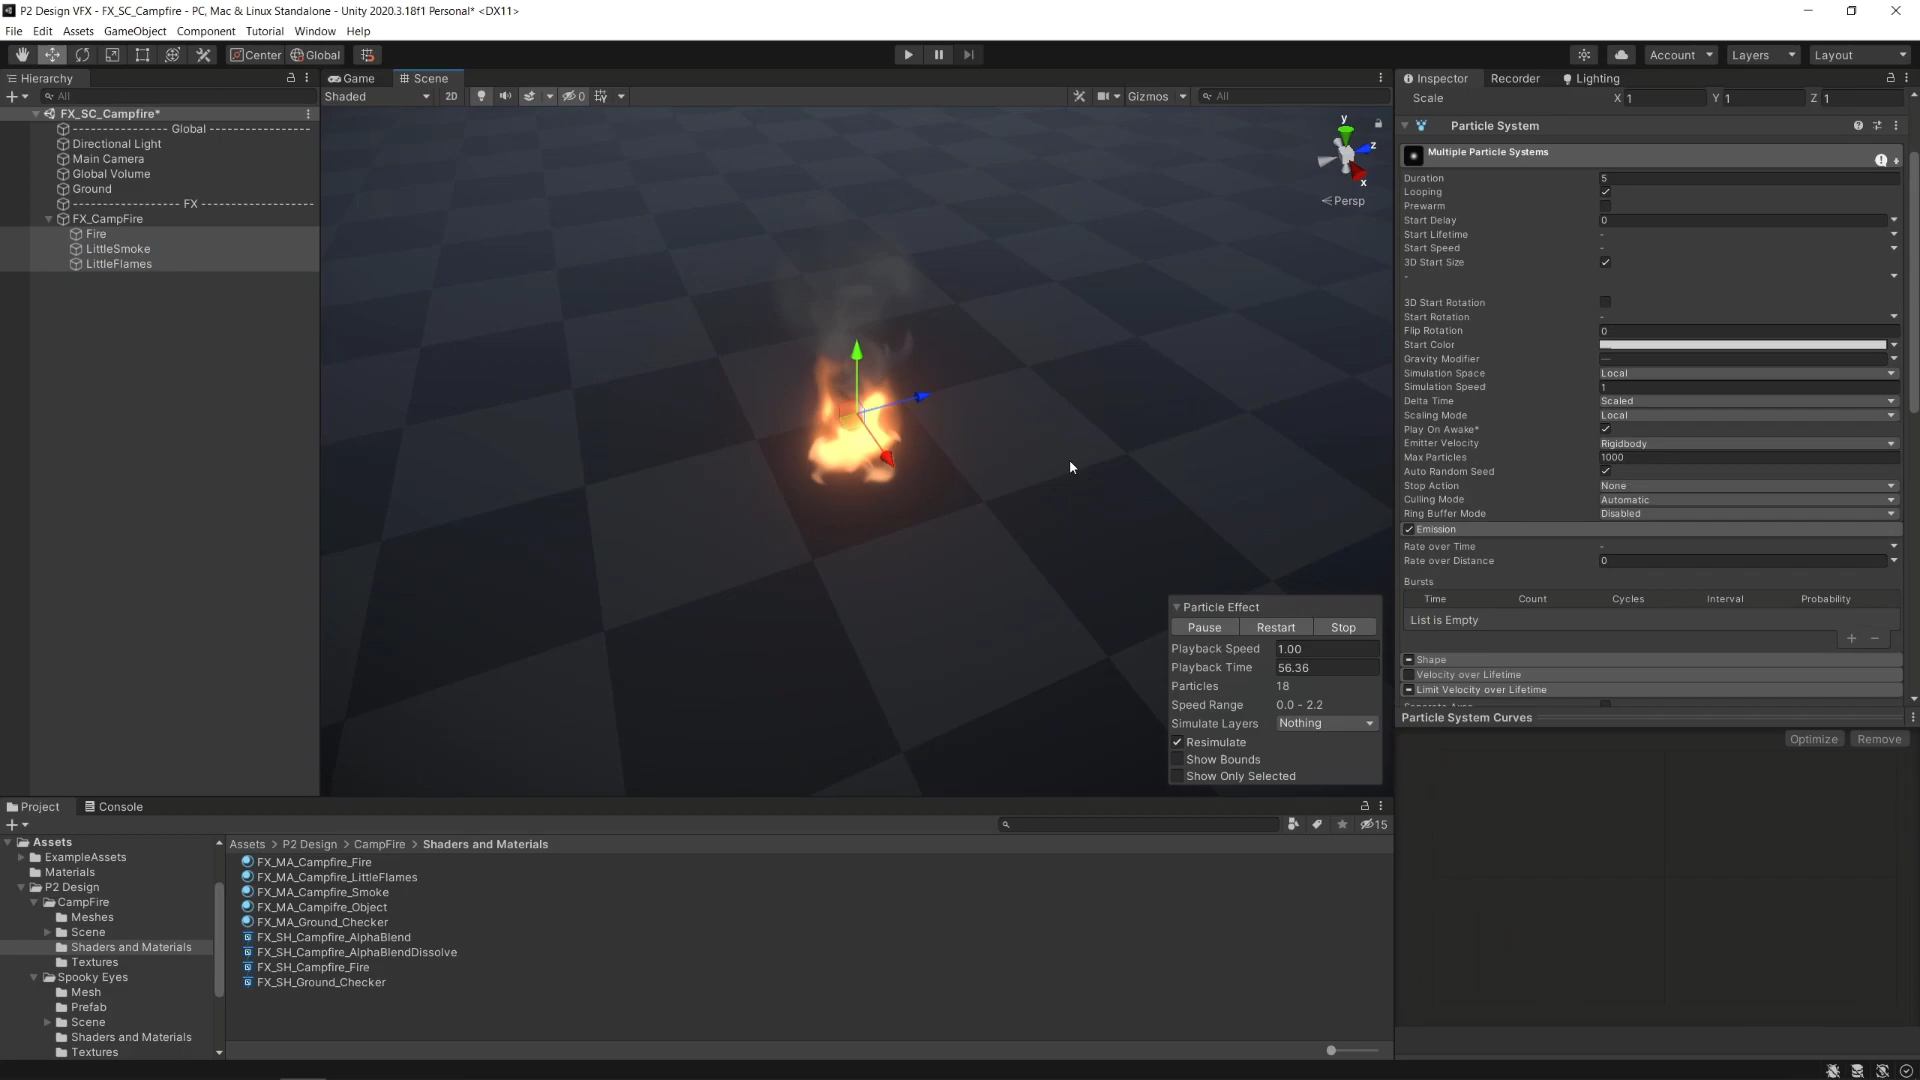 P2 Design VFX - FX_SC_Campfire - PC, Mac & Linux Standalone - Unity 2020.3.18f1 Personal* <DX11>
File Edit Assets GameObject Component Tutorial Window Help
Center Global
Account Layers Layout
Hierarchy
All
FX_SC_Campfire*
---------------- Global ----------------
Directional Light
Main Camera
Global Volume
Ground
------------------ FX ------------------
FX_CampFire
Fire
LittleSmoke
LittleFlames
Game Scene
Shaded 2D 0 Gizmos All
y
z
x
Persp
Particle Effect
Pause Restart Stop
Playback Speed 1.00
Playback Time 56.36
Particles 18
Speed Range 0.0 - 2.2
Simulate Layers Nothing
Resimulate
Show Bounds
Show Only Selected
Inspector Recorder Lighting
Scale X 1 Y 1 Z 1
Particle System
Multiple Particle Systems
Duration 5
Looping
Prewarm
Start Delay 0
Start Lifetime -
Start Speed -
3D Start Size
-
3D Start Rotation
Start Rotation -
Flip Rotation 0
Start Color
Gravity Modifier —
Simulation Space Local
Simulation Speed 1
Delta Time Scaled
Scaling Mode Local
Play On Awake*
Emitter Velocity Rigidbody
Max Particles 1000
Auto Random Seed
Stop Action None
Culling Mode Automatic
Ring Buffer Mode Disabled
Emission
Rate over Time -
Rate over Distance 0
Bursts
Time Count Cycles Interval Probability
List is Empty
Shape
Velocity over Lifetime
Limit Velocity over Lifetime
Particle System Curves
Optimize Remove
Project Console
15
Assets
ExampleAssets
Materials
P2 Design
CampFire
Meshes
Scene
Shaders and Materials
Textures
Spooky Eyes
Mesh
Prefab
Scene
Shaders and Materials
Textures
Assets > P2 Design > CampFire > Shaders and Materials
FX_MA_Campfire_Fire
FX_MA_Campfire_LittleFlames
FX_MA_Campfire_Smoke
FX_MA_Campifre_Object
FX_MA_Ground_Checker
FX_SH_Campfire_AlphaBlend
FX_SH_Campfire_AlphaBlendDissolve
FX_SH_Campfire_Fire
FX_SH_Ground_Checker